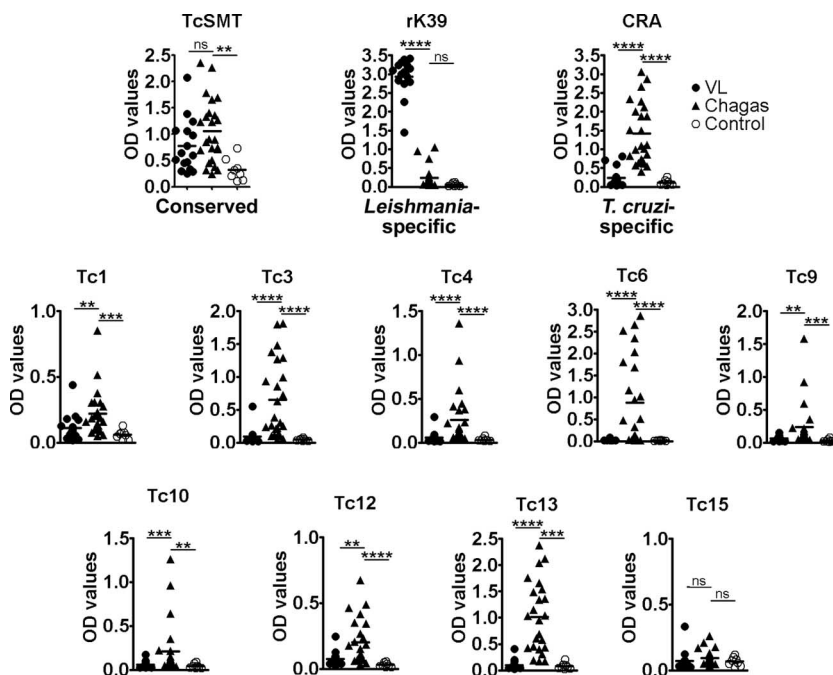 TcSMT
rK39
CRA
OD values
2.5
2.0
1.5
1.0
0.5
0.0
ns
**
Conserved
3.5
3.0
2.5
2.0
1.5
1.0
0.5
0.0
****
ns
Leishmania-
specific
3.5
3.0
2.5
2.0
1.5
1.0
0.5
0.0
****
****
T. cruzi-
specific
VL
Chagas
Control
Tc1
Tc3
Tc4
Tc6
Tc9
OD values
1.0
0.5
0.0
**
***
OD values
2.0
1.5
1.0
0.5
0.0
****
****
OD values
1.5
1.0
0.5
0.0
****
****
OD values
3.0
2.5
2.0
1.5
1.0
0.5
0.0
****
****
OD values
2.0
1.5
1.0
0.5
0.0
**
***
Tc10
Tc12
Tc13
Tc15
OD values
1.5
1.0
0.5
0.0
***
**
OD values
1.0
0.5
0.0
**
****
OD values
2.5
2.0
1.5
1.0
0.5
0.0
****
***
OD values
1.0
0.5
0.0
ns
ns